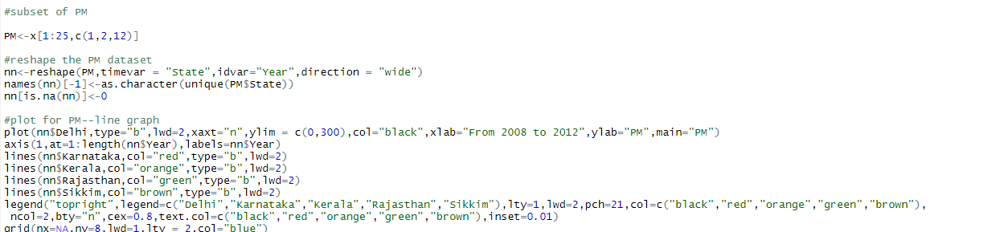 #subset of PM
PM<-x[1:25,c(1,2,12)]
#reshape the PM dataset
nn<-reshape(PM,timevar = "State",idvar="Year",direction = "wide")
names(nn)[-1]<-as.character(unique(PM$State))
nn[is.na(nn)]<-0
#plot for PM--line graph
plot(nn$Delhi,type="b",lwd=2,xaxt="n",ylim = c(0,300),col="black",xlab="From 2008 to 2012",ylab="PM",main="PM")
axis(1,at=1:length(nn$Year),labels=nn$Year)
lines(nn$Karnataka,col="red",type="b",lwd=2)
lines(nn$Kerala,col="orange",type="b",lwd=2)
lines(nn$Rajasthan,col="green",type="b",lwd=2)
lines(nn$Sikkim,col="brown",type="b",lwd=2)
legend("topright",legend=c("Delhi","Karnataka","Kerala","Rajasthan","Sikkim"),lty=1,lwd=2,pch=21,col=c("black","red","orange","green","brown"),
ncol=2,bty="n",cex=0.8,text.col=c("black","red","orange","green","brown"),inset=0.01)
grid(nx=NA,ny=8,lwd=1,lty = 2,col="blue")